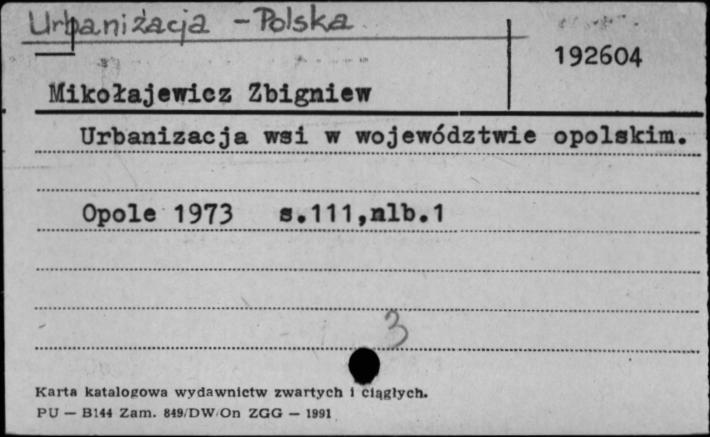 Urbanizacja - Polska
192604
Mikołajewicz Zbigniew
Urbanizacja wsi w województwie opolskim.
Opole 1973 s.111,nlb.1
3
Karta katalogowa wydawnictw zwartych i ciągłych.
PU — B144 Zam. 849/DW/On ZGG — 1991